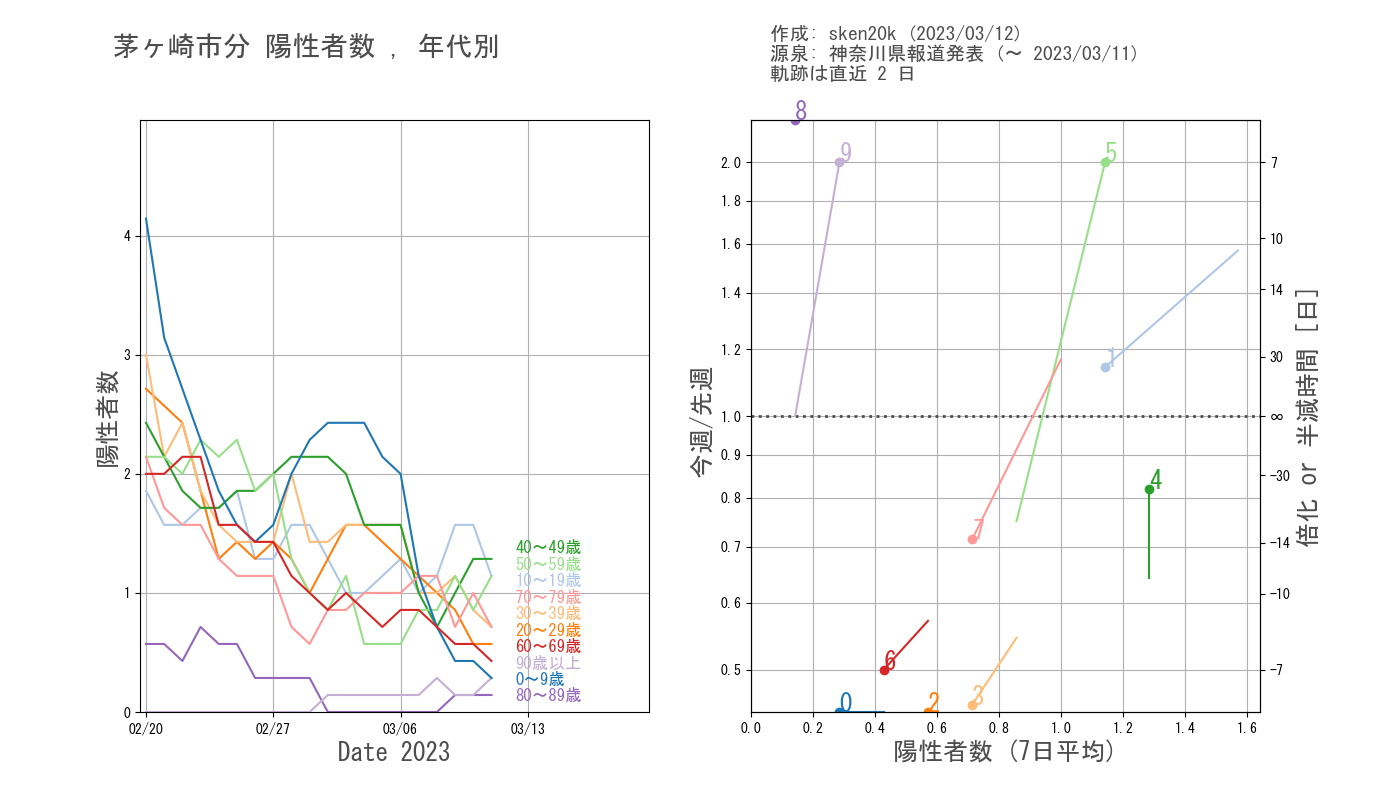 茅ヶ崎市分 陽性者数 , 年代別
作成: sken20k (2023/03/12)
源泉: 神奈川県報道発表 (〜 2023/03/11)
軌跡は直近 2 日
陽性者数
4
3
2
1
0
02/20
02/27
03/06
03/13
Date 2023
40〜49歳
50〜59歳
10〜19歳
70〜79歳
30〜39歳
20〜29歳
60〜69歳
90歳以上
0〜9歳
80〜89歳
今週/先週
2.0
1.8
1.6
1.4
1.2
1.0
0.9
0.8
0.7
0.6
0.5
8
9
5
1
4
7
6
3
0
2
0.0
0.2
0.4
0.6
0.8
1.0
1.2
1.4
1.6
陽性者数 (7日平均)
7
10
14
30
∞
−30
−14
−10
−7
倍化 or 半減時間 [日]